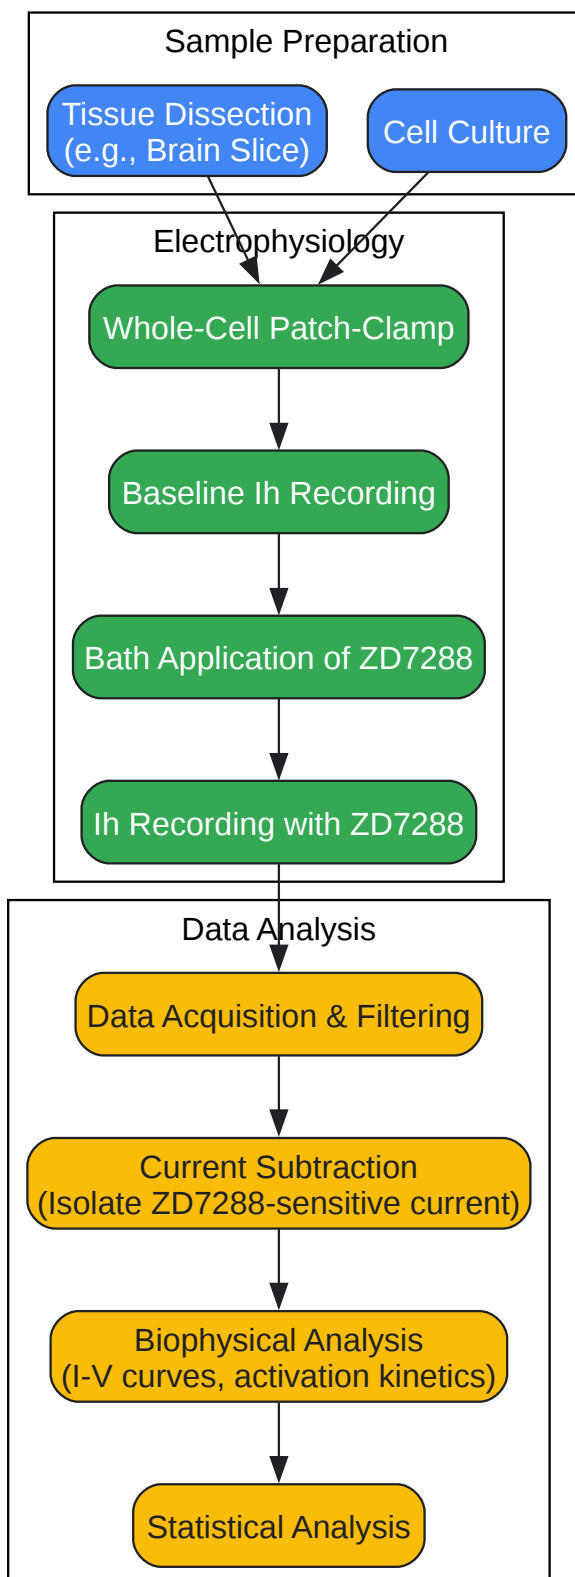 Sample Preparation
Tissue Dissection
(e.g., Brain Slice)
Cell Culture
Electrophysiology
Whole-Cell Patch-Clamp
Baseline Ih Recording
Bath Application of ZD7288
Ih Recording with ZD7288
Data Analysis
Data Acquisition & Filtering
Current Subtraction
(Isolate ZD7288-sensitive current)
Biophysical Analysis
(I-V curves, activation kinetics)
Statistical Analysis